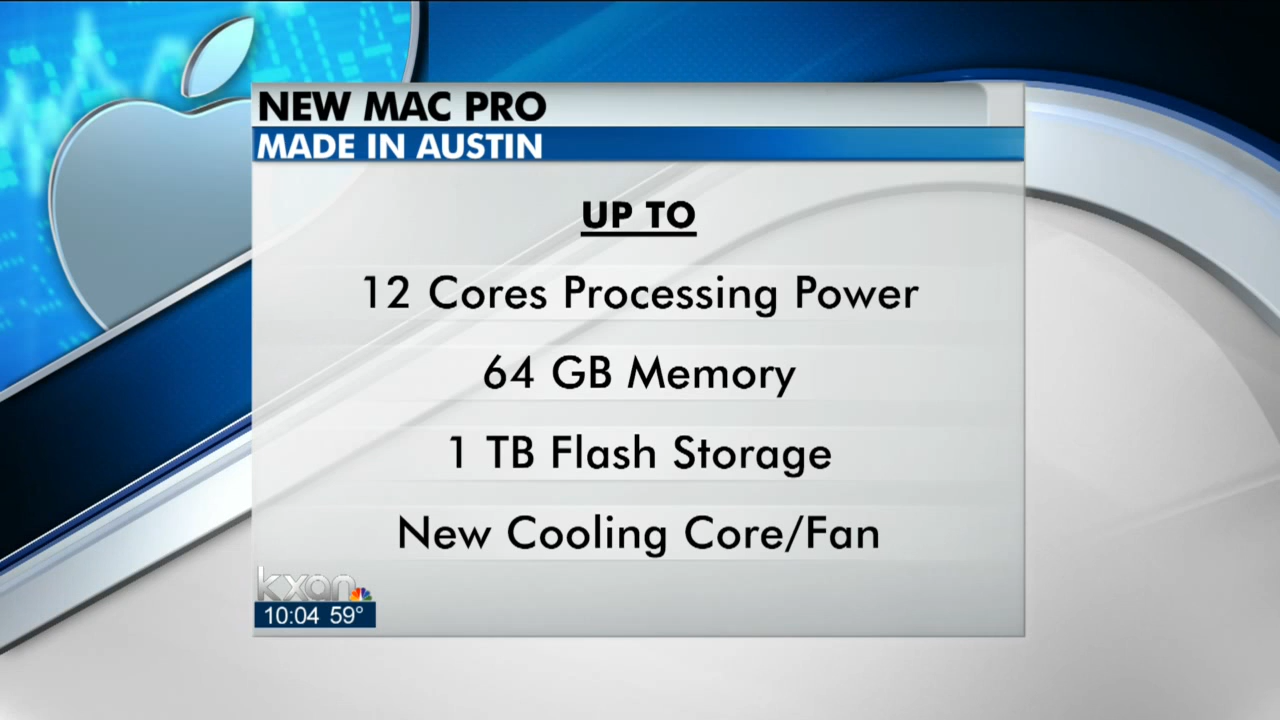 NEW MAC PRO
MADE IN AUSTIN
UP TO
12 Cores Processing Power
64 GB Memory
1 TB Flash Storage
New Cooling Core/Fan
kxan
10:04 59°